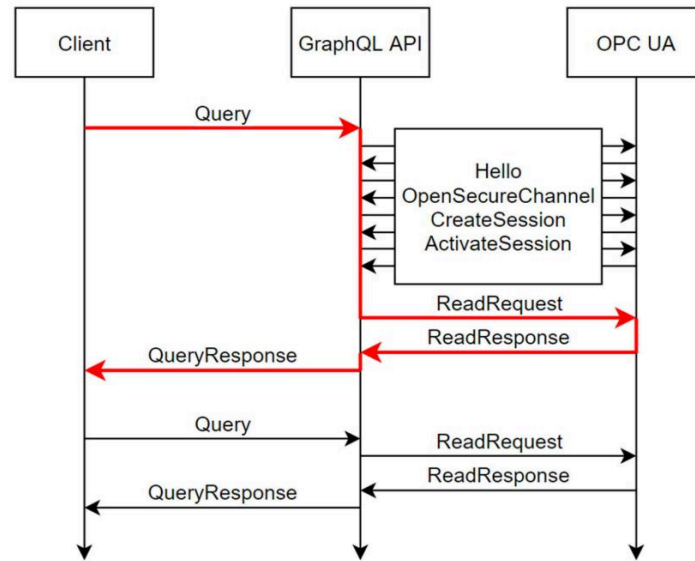 Client
GraphQL API
OPC UA
Query
Hello
OpenSecureChannel
CreateSession
ActivateSession
ReadRequest
ReadResponse
QueryResponse
Query
ReadRequest
ReadResponse
QueryResponse